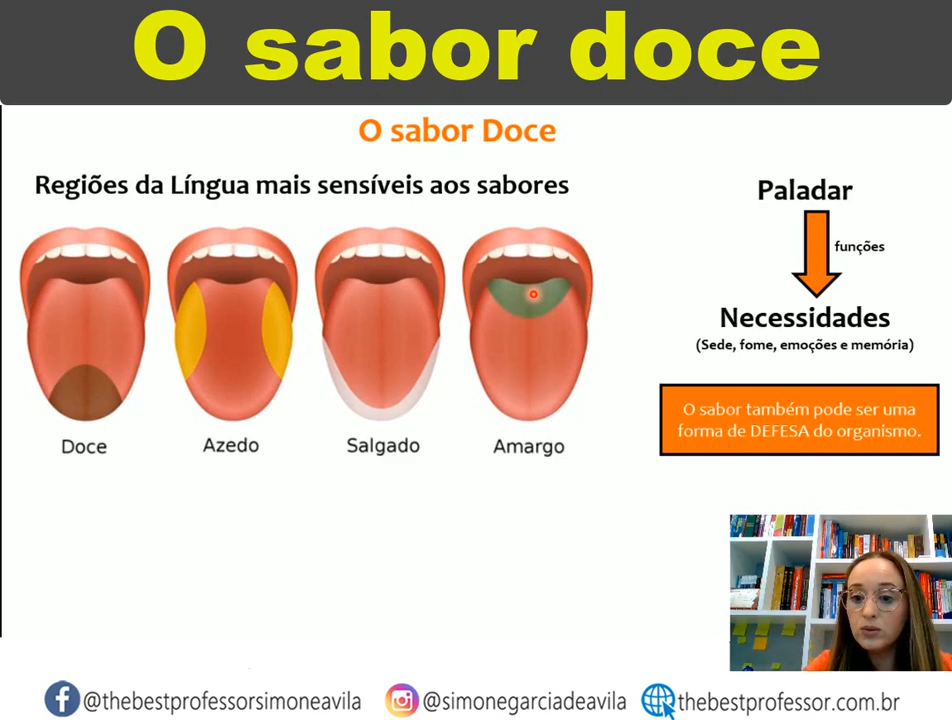 O sabor doce
O sabor Doce
Regiões da Língua mais sensíveis aos sabores
Doce
Azedo
Salgado
Amargo
Paladar
funções
Necessidades
(Sede, fome, emoções e memória)
O sabor também pode ser uma
forma de DEFESA do organismo.
@thebestprofessorsimoneavila
@simonegarciadeavila
thebestprofessor.com.br